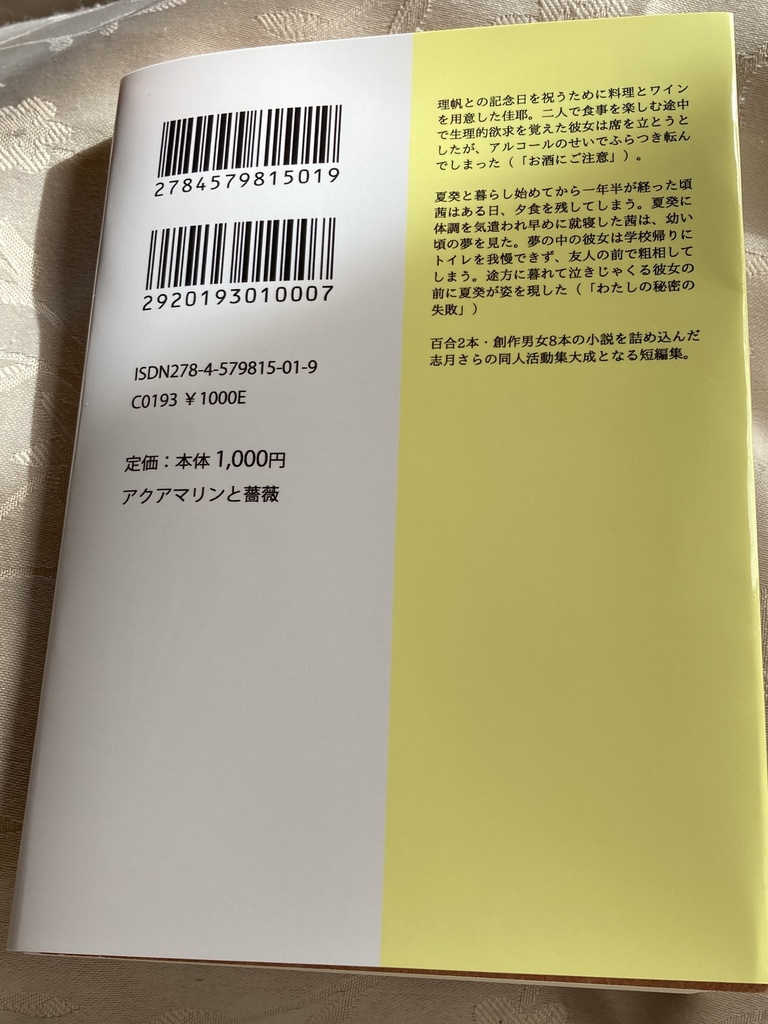 2784579815019
2920193010007
ISDN278-4-579815-01-9
C0193 ¥1000E
定価：本体 1,000円
アクアマリンと薔薇
理帆との記念日を祝うために料理とワイン
を用意した佳耶。二人で食事を楽しむ途中
で生理的欲求を覚えた彼女は席を立とうと
したが、アルコールのせいでふらつき転ん
でしまった（「お酒にご注意」）。
夏癸と暮らし始めてから一年半が経った頃
茜はある日、夕食を残してしまう。夏癸に
体調を気遣われ早めに就寝した茜は、幼い
頃の夢を見た。夢の中の彼女は学校帰りに
トイレを我慢できず、友人の前で粗相して
しまう。途方に暮れて泣きじゃくる彼女の
前に夏癸が姿を現した（「わたしの秘密の
失敗」）
百合2本・創作男女8本の小説を詰め込んだ
志月さらの同人活動集大成となる短編集。